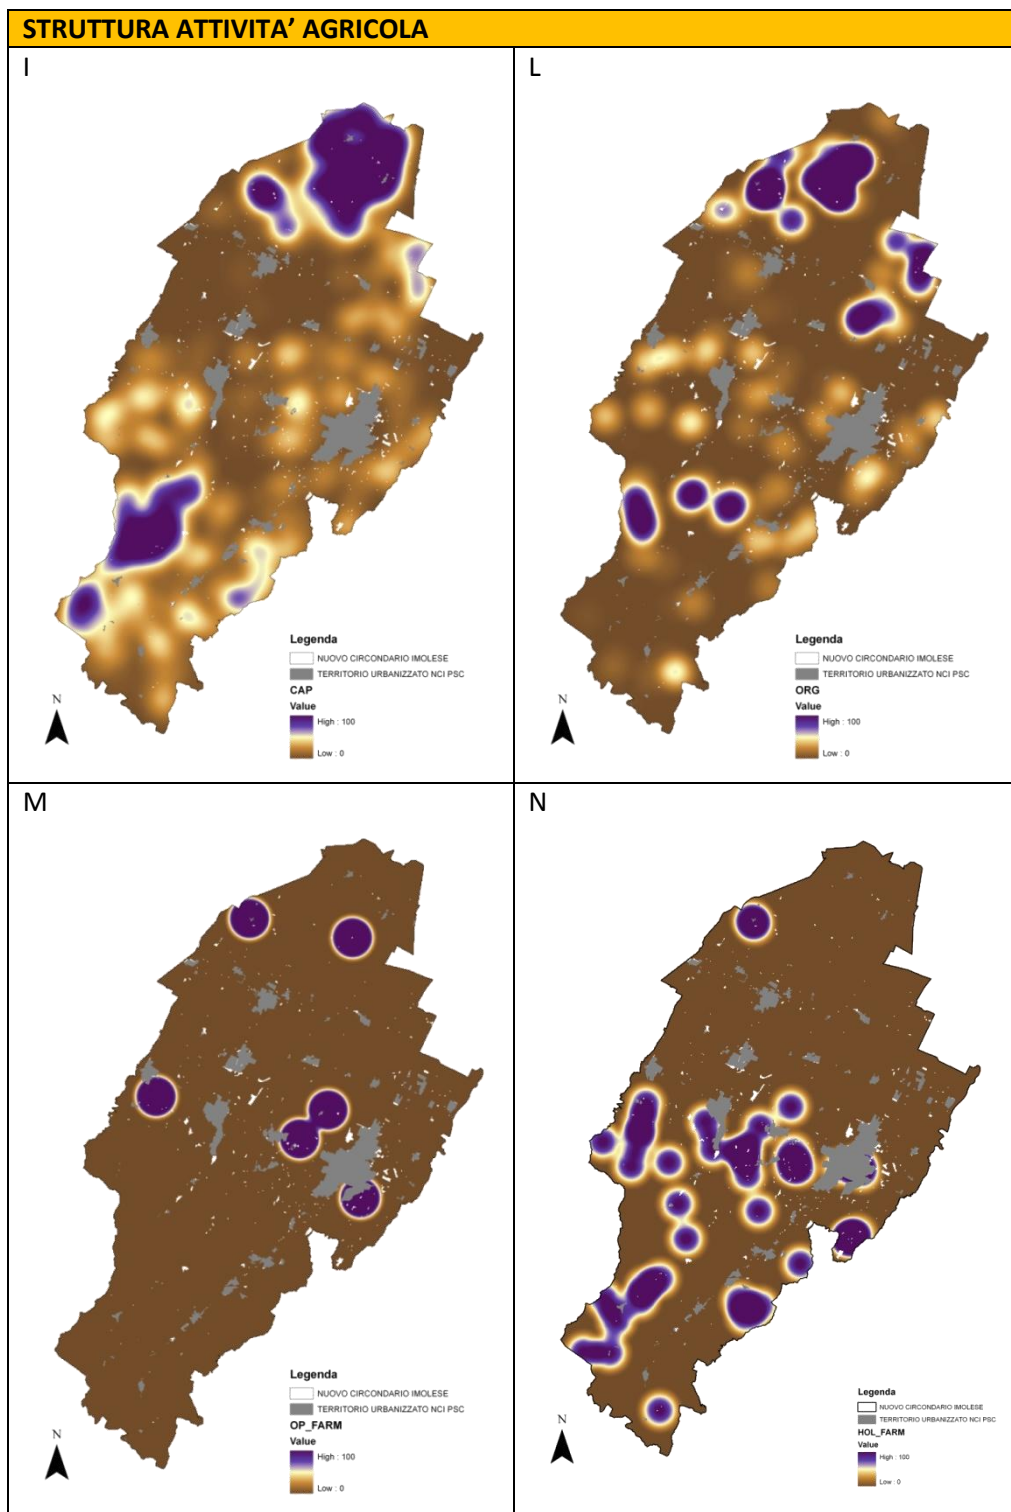 STRUTTURA ATTIVITA’ AGRICOLA
I
N
Legenda
NUOVO CIRCONDARIO IMOLESE
TERRITORIO URBANIZZATO NCI PSC
CAP
Value
High : 100
Low : 0
L
N
Legenda
NUOVO CIRCONDARIO IMOLESE
TERRITORIO URBANIZZATO NCI PSC
ORG
Value
High : 100
Low : 0
M
N
Legenda
NUOVO CIRCONDARIO IMOLESE
TERRITORIO URBANIZZATO NCI PSC
OP_FARM
Value
High : 100
Low : 0
N
N
Legenda
NUOVO CIRCONDARIO IMOLESE
TERRITORIO URBANIZZATO NCI PSC
HOL_FARM
Value
High : 100
Low : 0